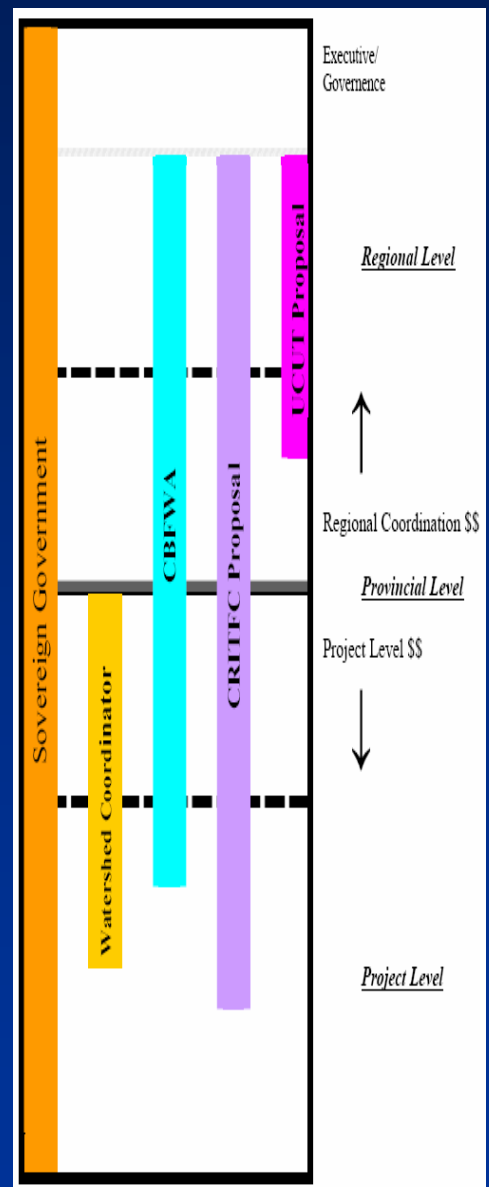 Executive/
Governence
Regional Level
Regional Coordination $$
Provincial Level
Project Level $$
Project Level
Sovereign Government
Watershed Coordinator
CBFWA
CRITFC Proposal
UCUT Proposal